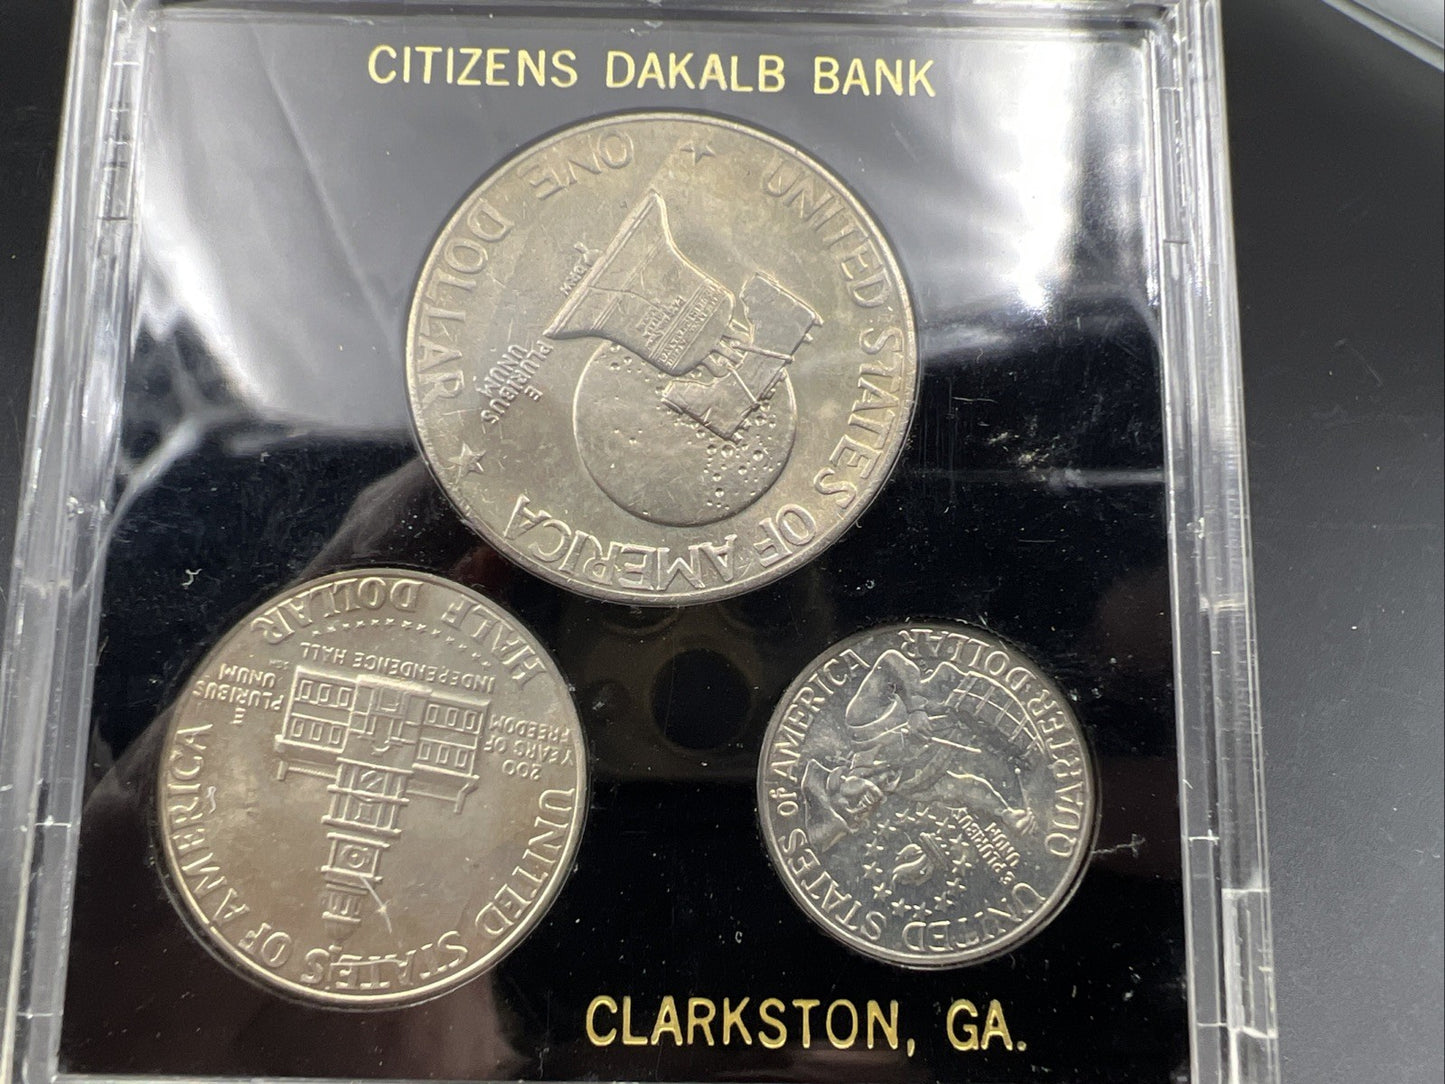 CITIZENS DAKALB BANK
UNITED STATES OF AMERICA
ONE DOLLAR
E
PLURIBUS
UNUM
HALF DOLLAR
INDEPENDENCE HALL
E
PLURIBUS
UNUM
200
YEARS OF
FREEDOM
UNITED STATES OF AMERICA
UNITED STATES OF AMERICA
QUARTER DOLLAR
E PLURIBUS
UNUM
CLARKSTON, GA.